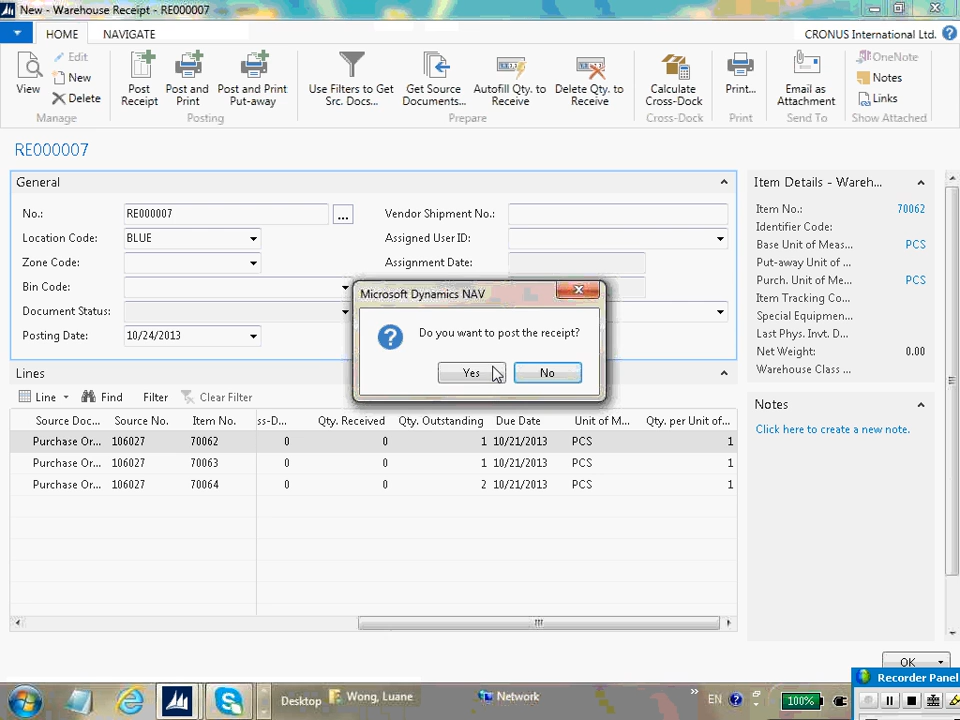 New - Warehouse Receipt - RE000007
HOME NAVIGATE CRONUS International Ltd.
View Edit New Delete
Post Receipt Post and Print Post and Print Put-away
Use Filters to Get Src. Docs... Get Source Documents... Autofill Qty. to Receive Delete Qty. to Receive
Calculate Cross-Dock Print... Email as Attachment OneNote Notes Links
Manage Posting Prepare Cross-Dock Print Send To Show Attached
RE000007
General
No.: RE000007 ... Vendor Shipment No.:
Location Code: BLUE Assigned User ID:
Zone Code: Assignment Date:
Bin Code:
Document Status:
Posting Date: 10/24/2013
Microsoft Dynamics NAV
Do you want to post the receipt?
Yes No
Lines
Line Find Filter Clear Filter
Source Doc... Source No. Item No. ss-D... Qty. Received Qty. Outstanding Due Date Unit of M... Qty. per Unit of...
Purchase Or... 106027 70062 0 0 1 10/21/2013 PCS 1
Purchase Or... 106027 70063 0 0 1 10/21/2013 PCS 1
Purchase Or... 106027 70064 0 0 2 10/21/2013 PCS 1
Item Details - Wareh...
Item No.: 70062
Identifier Code:
Base Unit of Meas... PCS
Put-away Unit of ...
Purch. Unit of Me... PCS
Item Tracking Co...
Special Equipmen...
Last Phys. Invt. D...
Net Weight: 0.00
Warehouse Class ...
Notes
Click here to create a new note.
OK
Recorder Panel
Desktop Wong, Luane Network EN 100%